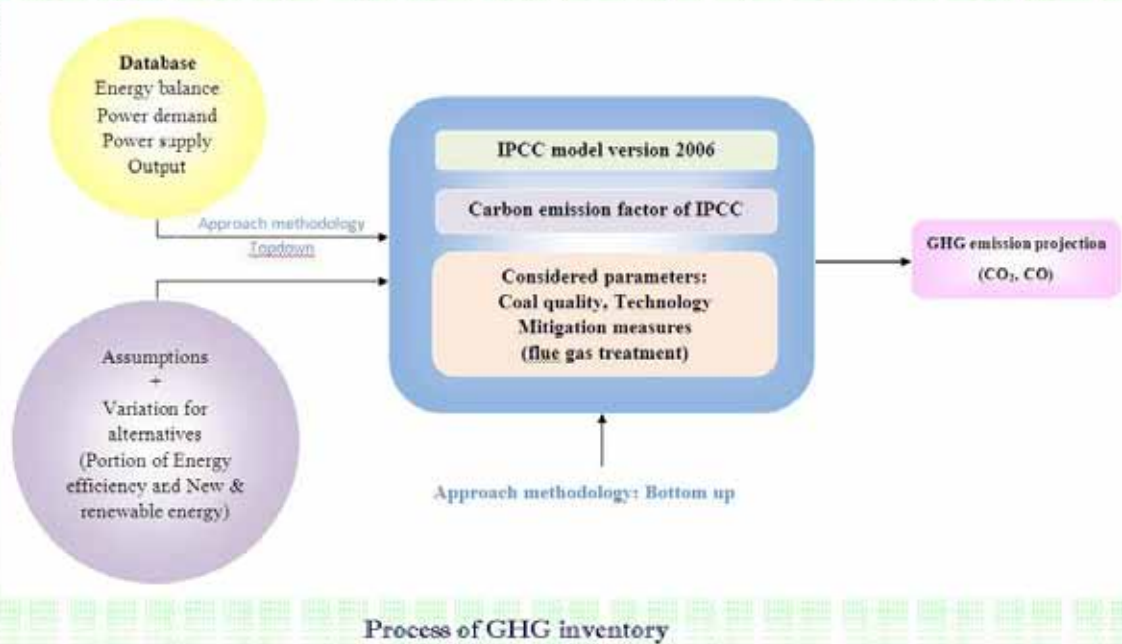 Database
Energy balance
Power demand
Power supply
Output
Approach methodology
Topdown
Assumptions
+
Variation for
alternatives
(Portion of Energy
efficiency and New &
renewable energy)
IPCC model version 2006
Carbon emission factor of IPCC
Considered parameters:
Coal quality, Technology
Mitigation measures
(flue gas treatment)
Approach methodology: Bottom up
GHG emission projection
(CO₂, CO)
Process of GHG inventory